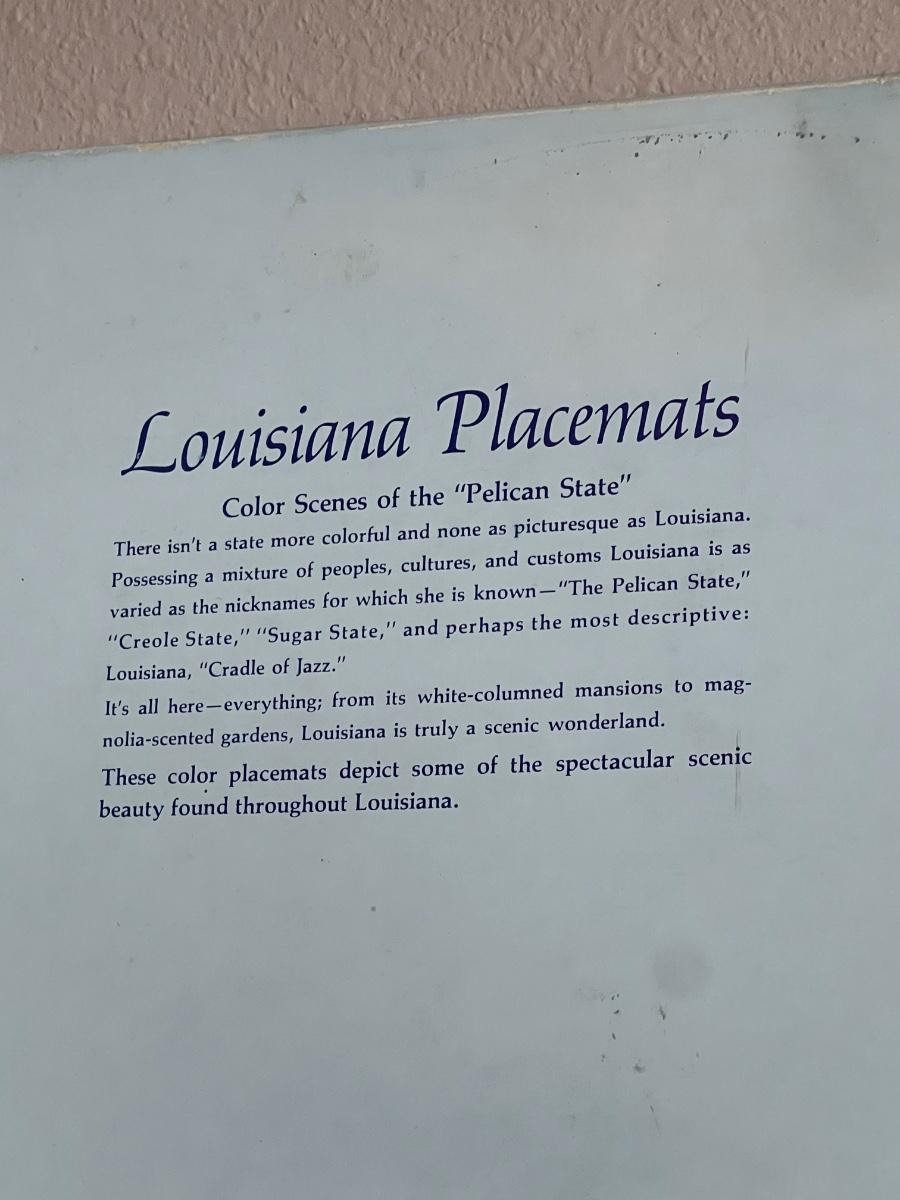 Louisiana Placemats
Color Scenes of the “Pelican State”
There isn't a state more colorful and none as picturesque as Louisiana.
Possessing a mixture of peoples, cultures, and customs Louisiana is as
varied as the nicknames for which she is known—“The Pelican State,”
“Creole State,” “Sugar State,” and perhaps the most descriptive:
Louisiana, “Cradle of Jazz.”
It's all here—everything; from its white-columned mansions to mag-
nolia-scented gardens, Louisiana is truly a scenic wonderland.
These color placemats depict some of the spectacular scenic
beauty found throughout Louisiana.